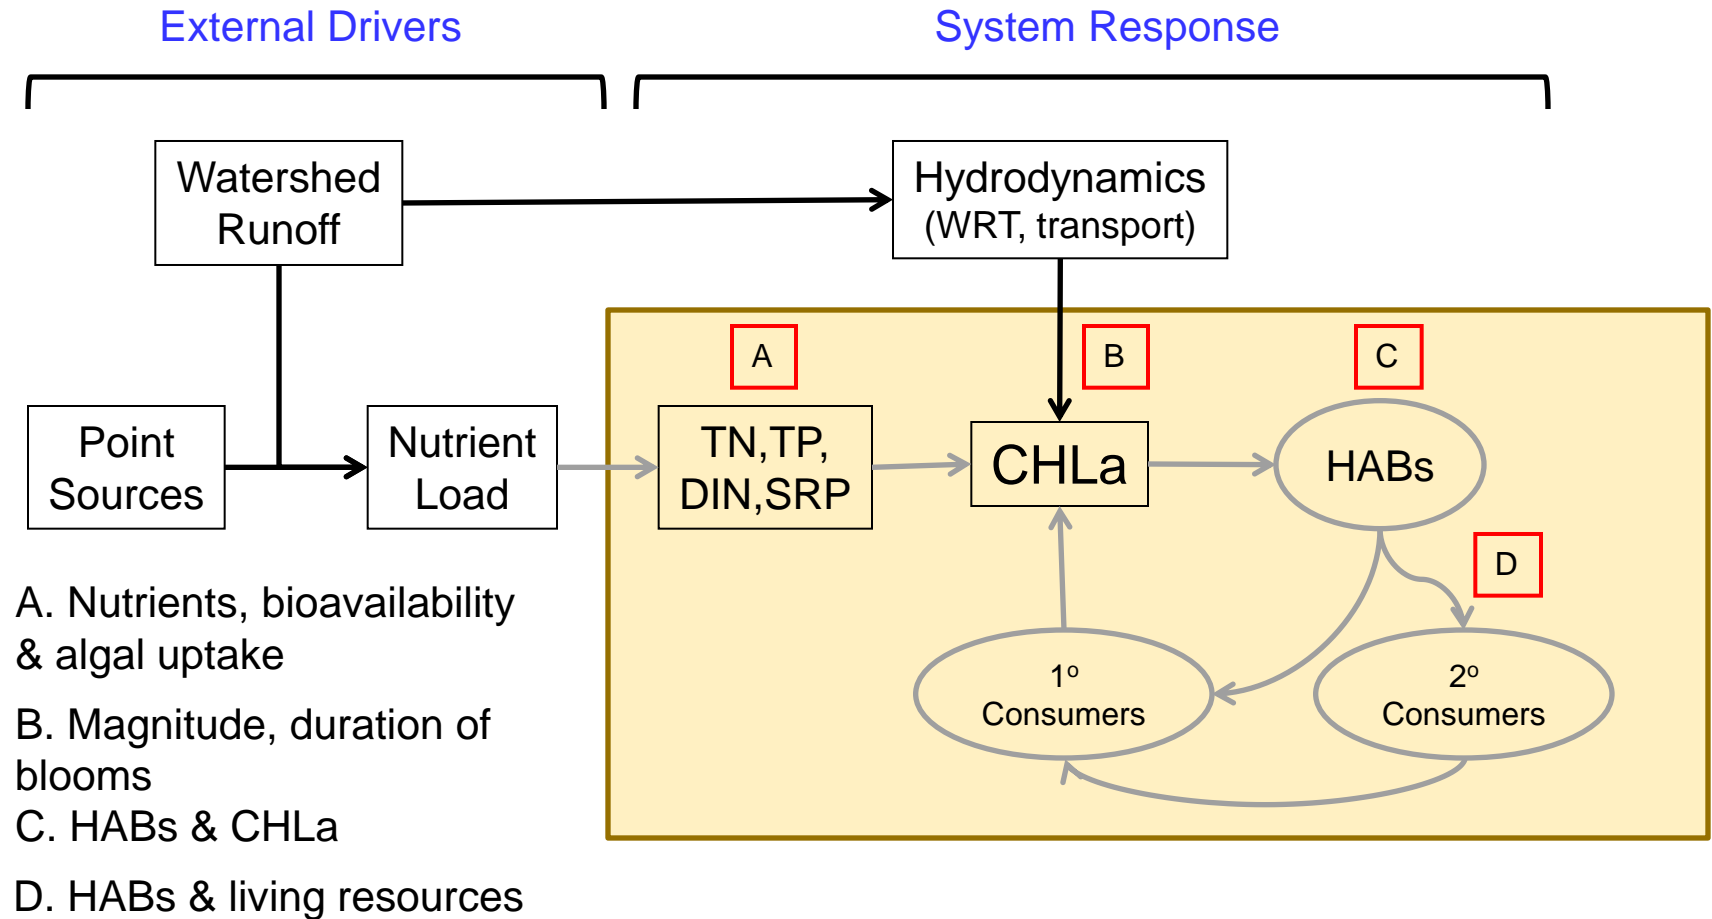 External Drivers
System Response
Watershed
Runoff
Hydrodynamics
(WRT, transport)
A
B
C
Point
Sources
Nutrient
Load
TN,TP,
DIN,SRP
CHLa
HABs
D
1º
Consumers
2º
Consumers
A. Nutrients, bioavailability
& algal uptake
B. Magnitude, duration of
blooms
C. HABs & CHLa
D. HABs & living resources